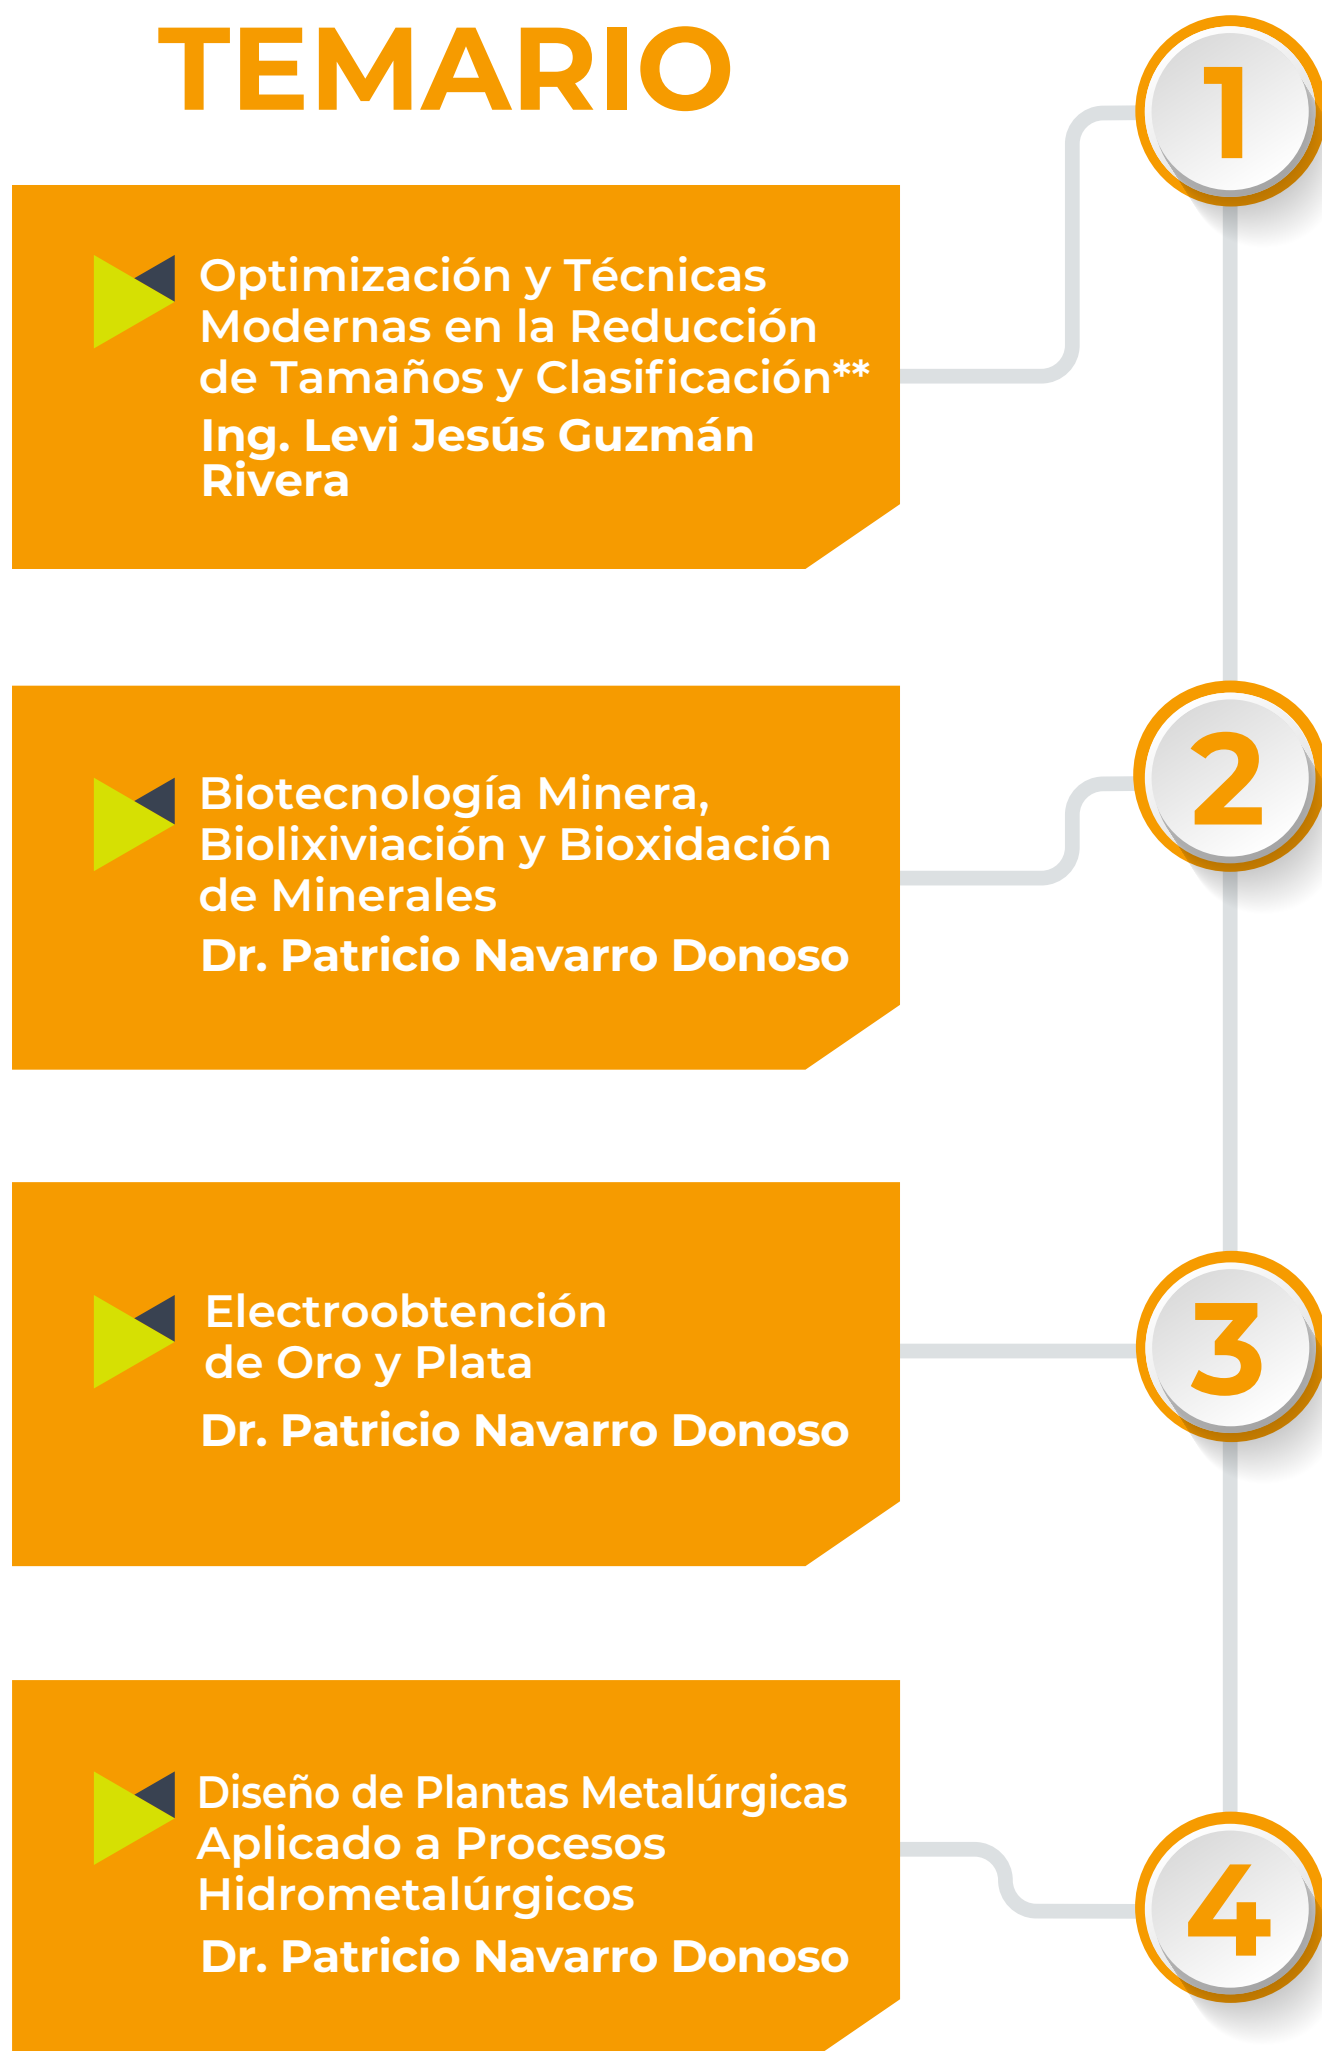 TEMARIO
1
Optimización y Técnicas
Modernas en la Reducción
de Tamaños y Clasificación**
Ing. Levi Jesús Guzmán
Rivera
2
Biotecnología Minera,
Biolixiviación y Bioxidación
de Minerales
Dr. Patricio Navarro Donoso
3
Electroobtención
de Oro y Plata
Dr. Patricio Navarro Donoso
4
Diseño de Plantas Metalúrgicas
Aplicado a Procesos
Hidrometalúrgicos
Dr. Patricio Navarro Donoso